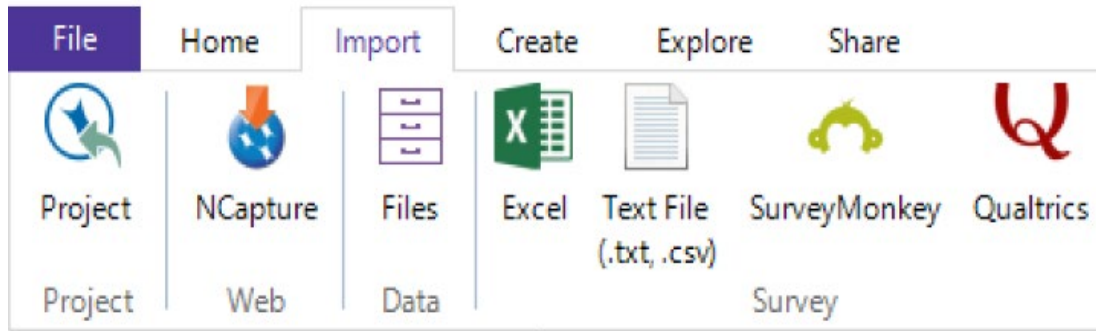 File Home Import Create Explore Share
Project NCapture Files Excel Text File SurveyMonkey Qualtrics
(.txt, .csv)
Project Web Data Survey